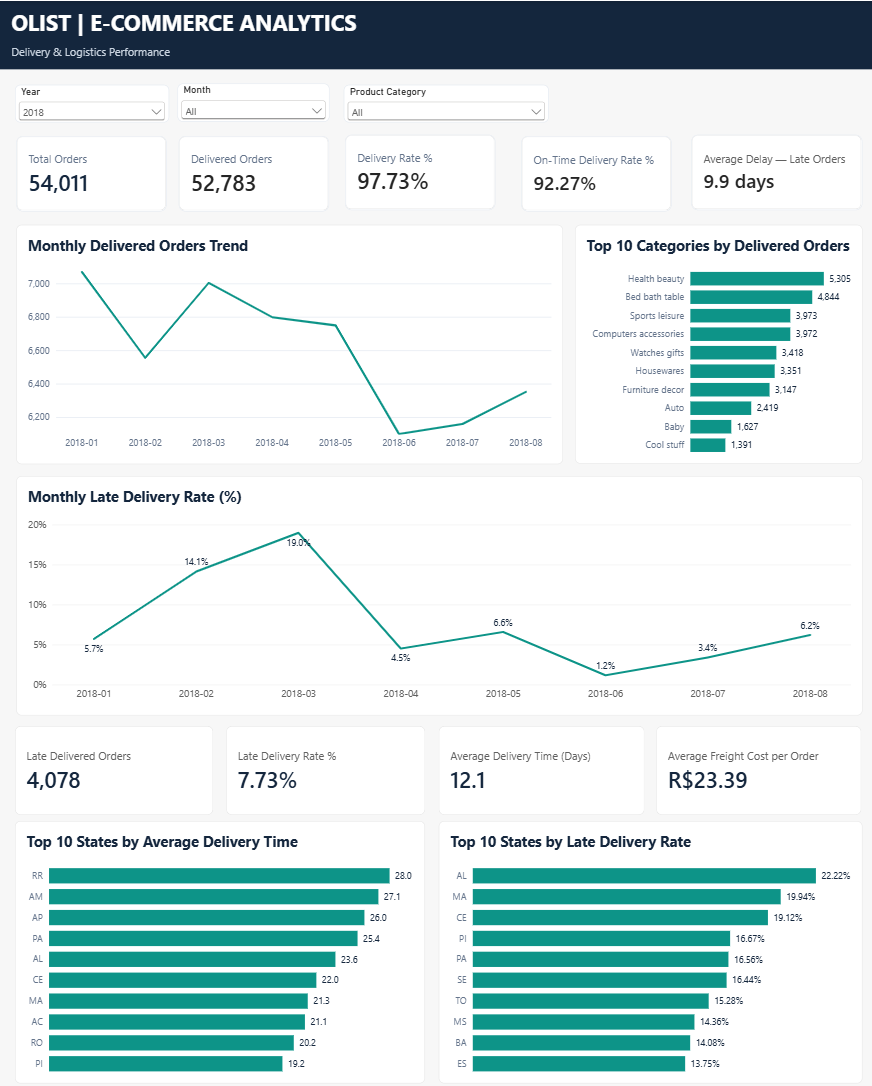 OLIST | E-COMMERCE ANALYTICS
Delivery & Logistics Performance
Year
2018
Month
All
Product Category
All
Total Orders
54,011
Delivered Orders
52,783
Delivery Rate %
97.73%
On-Time Delivery Rate %
92.27%
Average Delay — Late Orders
9.9 days
Monthly Delivered Orders Trend
7,000
6,800
6,600
6,400
6,200
2018-01 2018-02 2018-03 2018-04 2018-05 2018-06 2018-07 2018-08
Top 10 Categories by Delivered Orders
Health beauty 5,305
Bed bath table 4,844
Sports leisure 3,973
Computers accessories 3,972
Watches gifts 3,418
Housewares 3,351
Furniture decor 3,147
Auto 2,419
Baby 1,627
Cool stuff 1,391
Monthly Late Delivery Rate (%)
20%
15%
10%
5%
0%
5.7% 14.1% 19.0% 4.5% 6.6% 1.2% 3.4% 6.2%
2018-01 2018-02 2018-03 2018-04 2018-05 2018-06 2018-07 2018-08
Late Delivered Orders
4,078
Late Delivery Rate %
7.73%
Average Delivery Time (Days)
12.1
Average Freight Cost per Order
R$23.39
Top 10 States by Average Delivery Time
RR 28.0
AM 27.1
AP 26.0
PA 25.4
AL 23.6
CE 22.0
MA 21.3
AC 21.1
RO 20.2
PI 19.2
Top 10 States by Late Delivery Rate
AL 22.22%
MA 19.94%
CE 19.12%
PI 16.67%
PA 16.56%
SE 16.44%
TO 15.28%
MS 14.36%
BA 14.08%
ES 13.75%